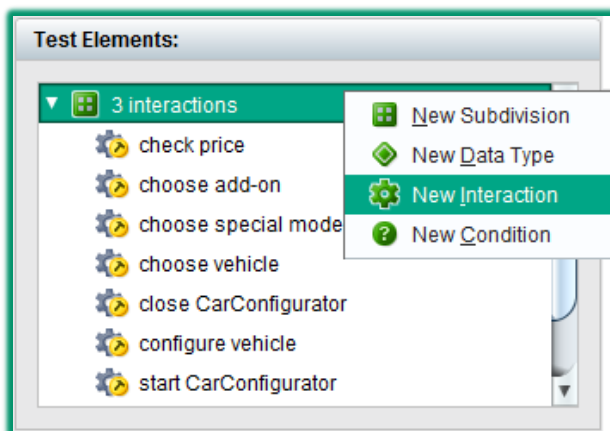 Test Elements:
3 interactions
New Subdivision
check price
New Data Type
choose add-on
New Interaction
choose special mode
New Condition
choose vehicle
close CarConfigurator
configure vehicle
start CarConfigurator